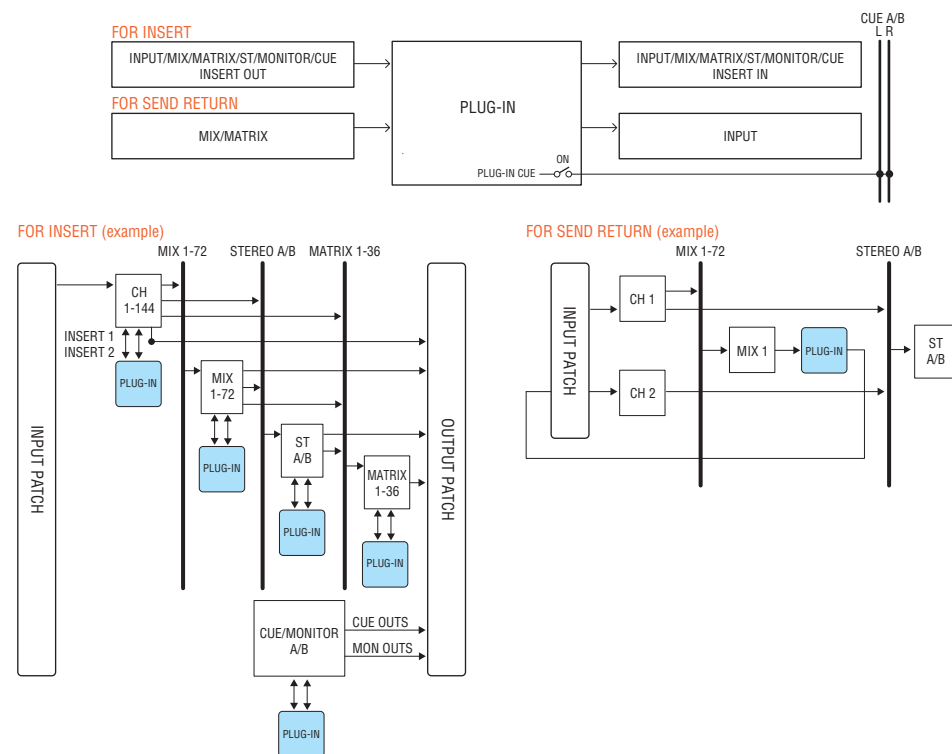 CUE A/B
L R
FOR INSERT
INPUT/MIX/MATRIX/ST/MONITOR/CUE
INSERT OUT
FOR SEND RETURN
MIX/MATRIX
PLUG-IN
PLUG-IN CUE
ON
INPUT/MIX/MATRIX/ST/MONITOR/CUE
INSERT IN
INPUT
FOR INSERT (example)
MIX 1-72
STEREO A/B
MATRIX 1-36
INPUT PATCH
CH
1-144
INSERT 1
INSERT 2
PLUG-IN
MIX
1-72
PLUG-IN
ST
A/B
PLUG-IN
MATRIX
1-36
PLUG-IN
OUTPUT PATCH
CUE/MONITOR
A/B
CUE OUTS
MON OUTS
PLUG-IN
FOR SEND RETURN (example)
MIX 1-72
STEREO A/B
INPUT PATCH
CH 1
CH 2
MIX 1
PLUG-IN
ST
A/B